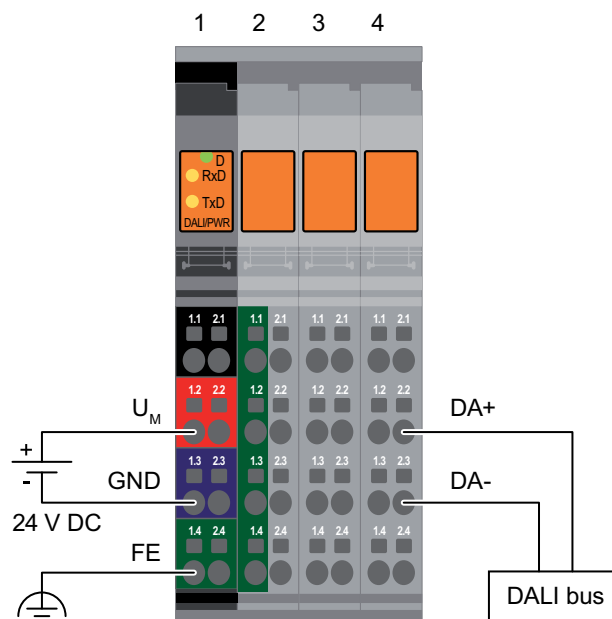 1 2 3 4
D
RxD
TxD
DALI/PWR
1.1 2.1 1.1 2.1 1.1 2.1 1.1 2.1
1.2 2.2 1.2 2.2 1.2 2.2 1.2 2.2
U_M DA+
+
1.3 2.3 1.3 2.3 1.3 2.3 1.3 2.3
- GND DA-
24 V DC
1.4 2.4 1.4 2.4 1.4 2.4 1.4 2.4
FE
DALI bus